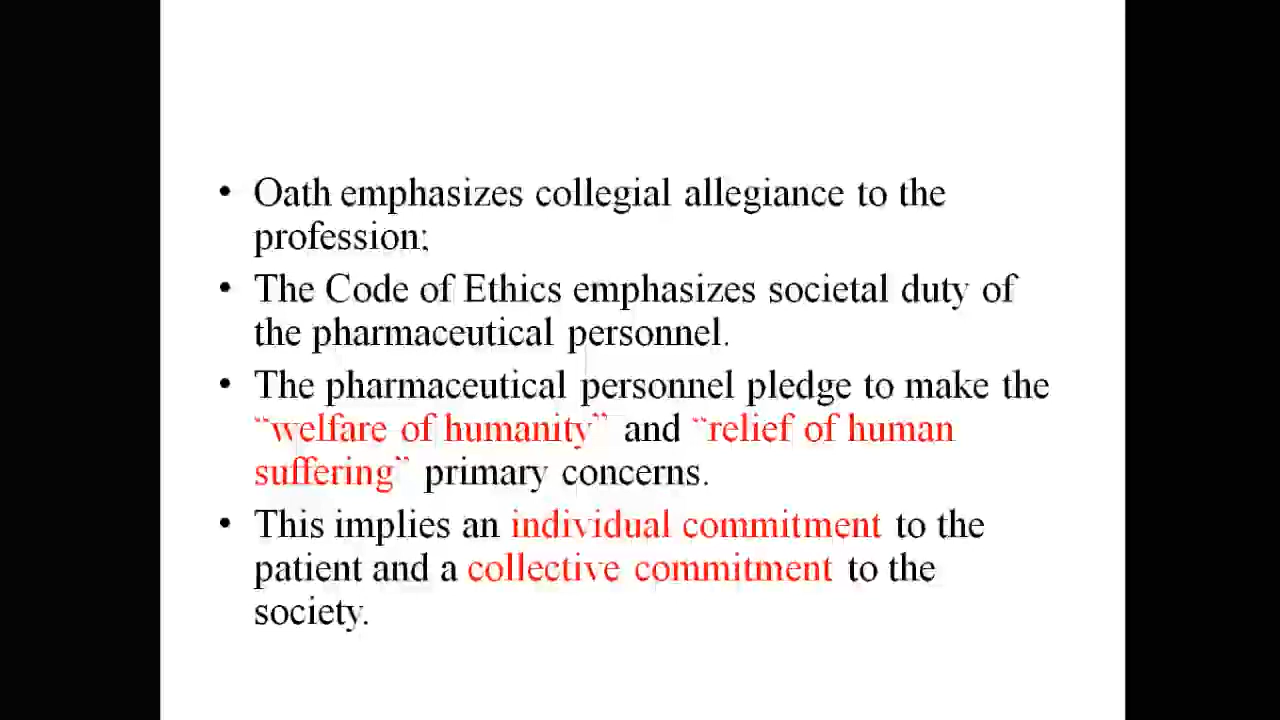 • Oath emphasizes collegial allegiance to the
profession;
• The Code of Ethics emphasizes societal duty of
the pharmaceutical personnel.
• The pharmaceutical personnel pledge to make the
“welfare of humanity” and “relief of human
suffering” primary concerns.
• This implies an individual commitment to the
patient and a collective commitment to the
society.